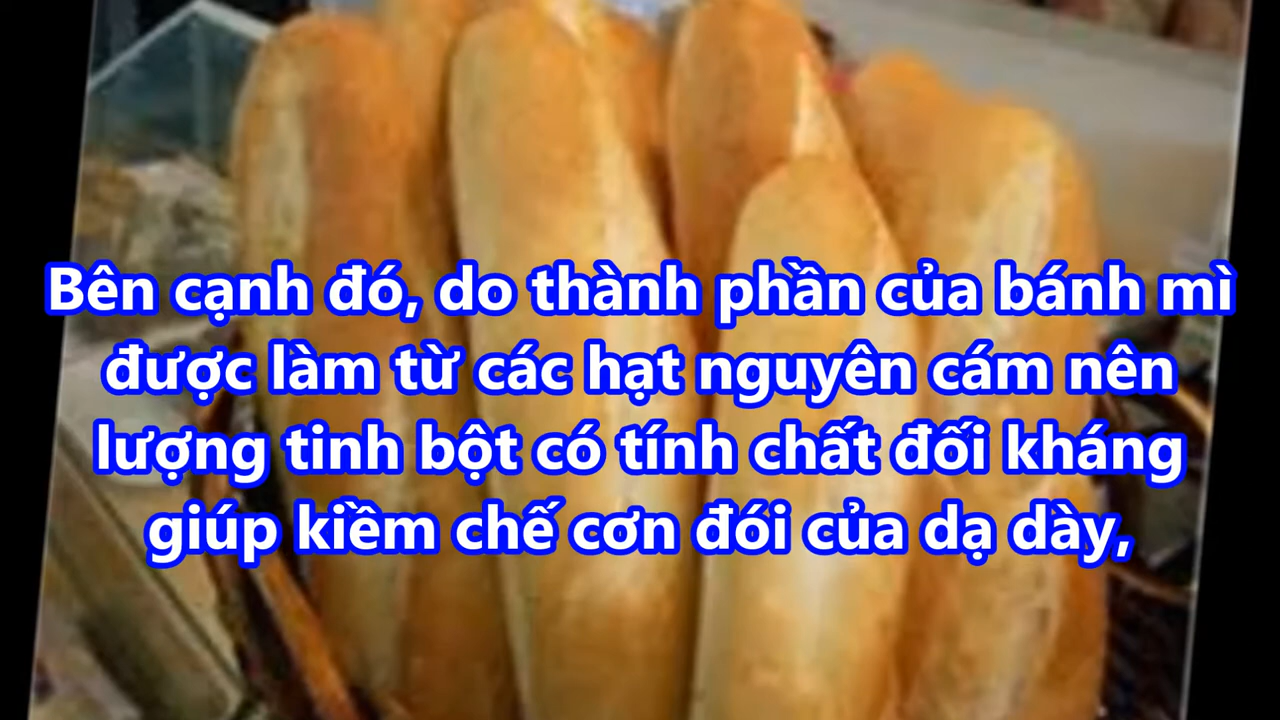 Bên cạnh đó, do thành phần của bánh mì
được làm từ các hạt nguyên cám nên
lượng tinh bột có tính chất đối kháng
giúp kiềm chế cơn đói của dạ dày,